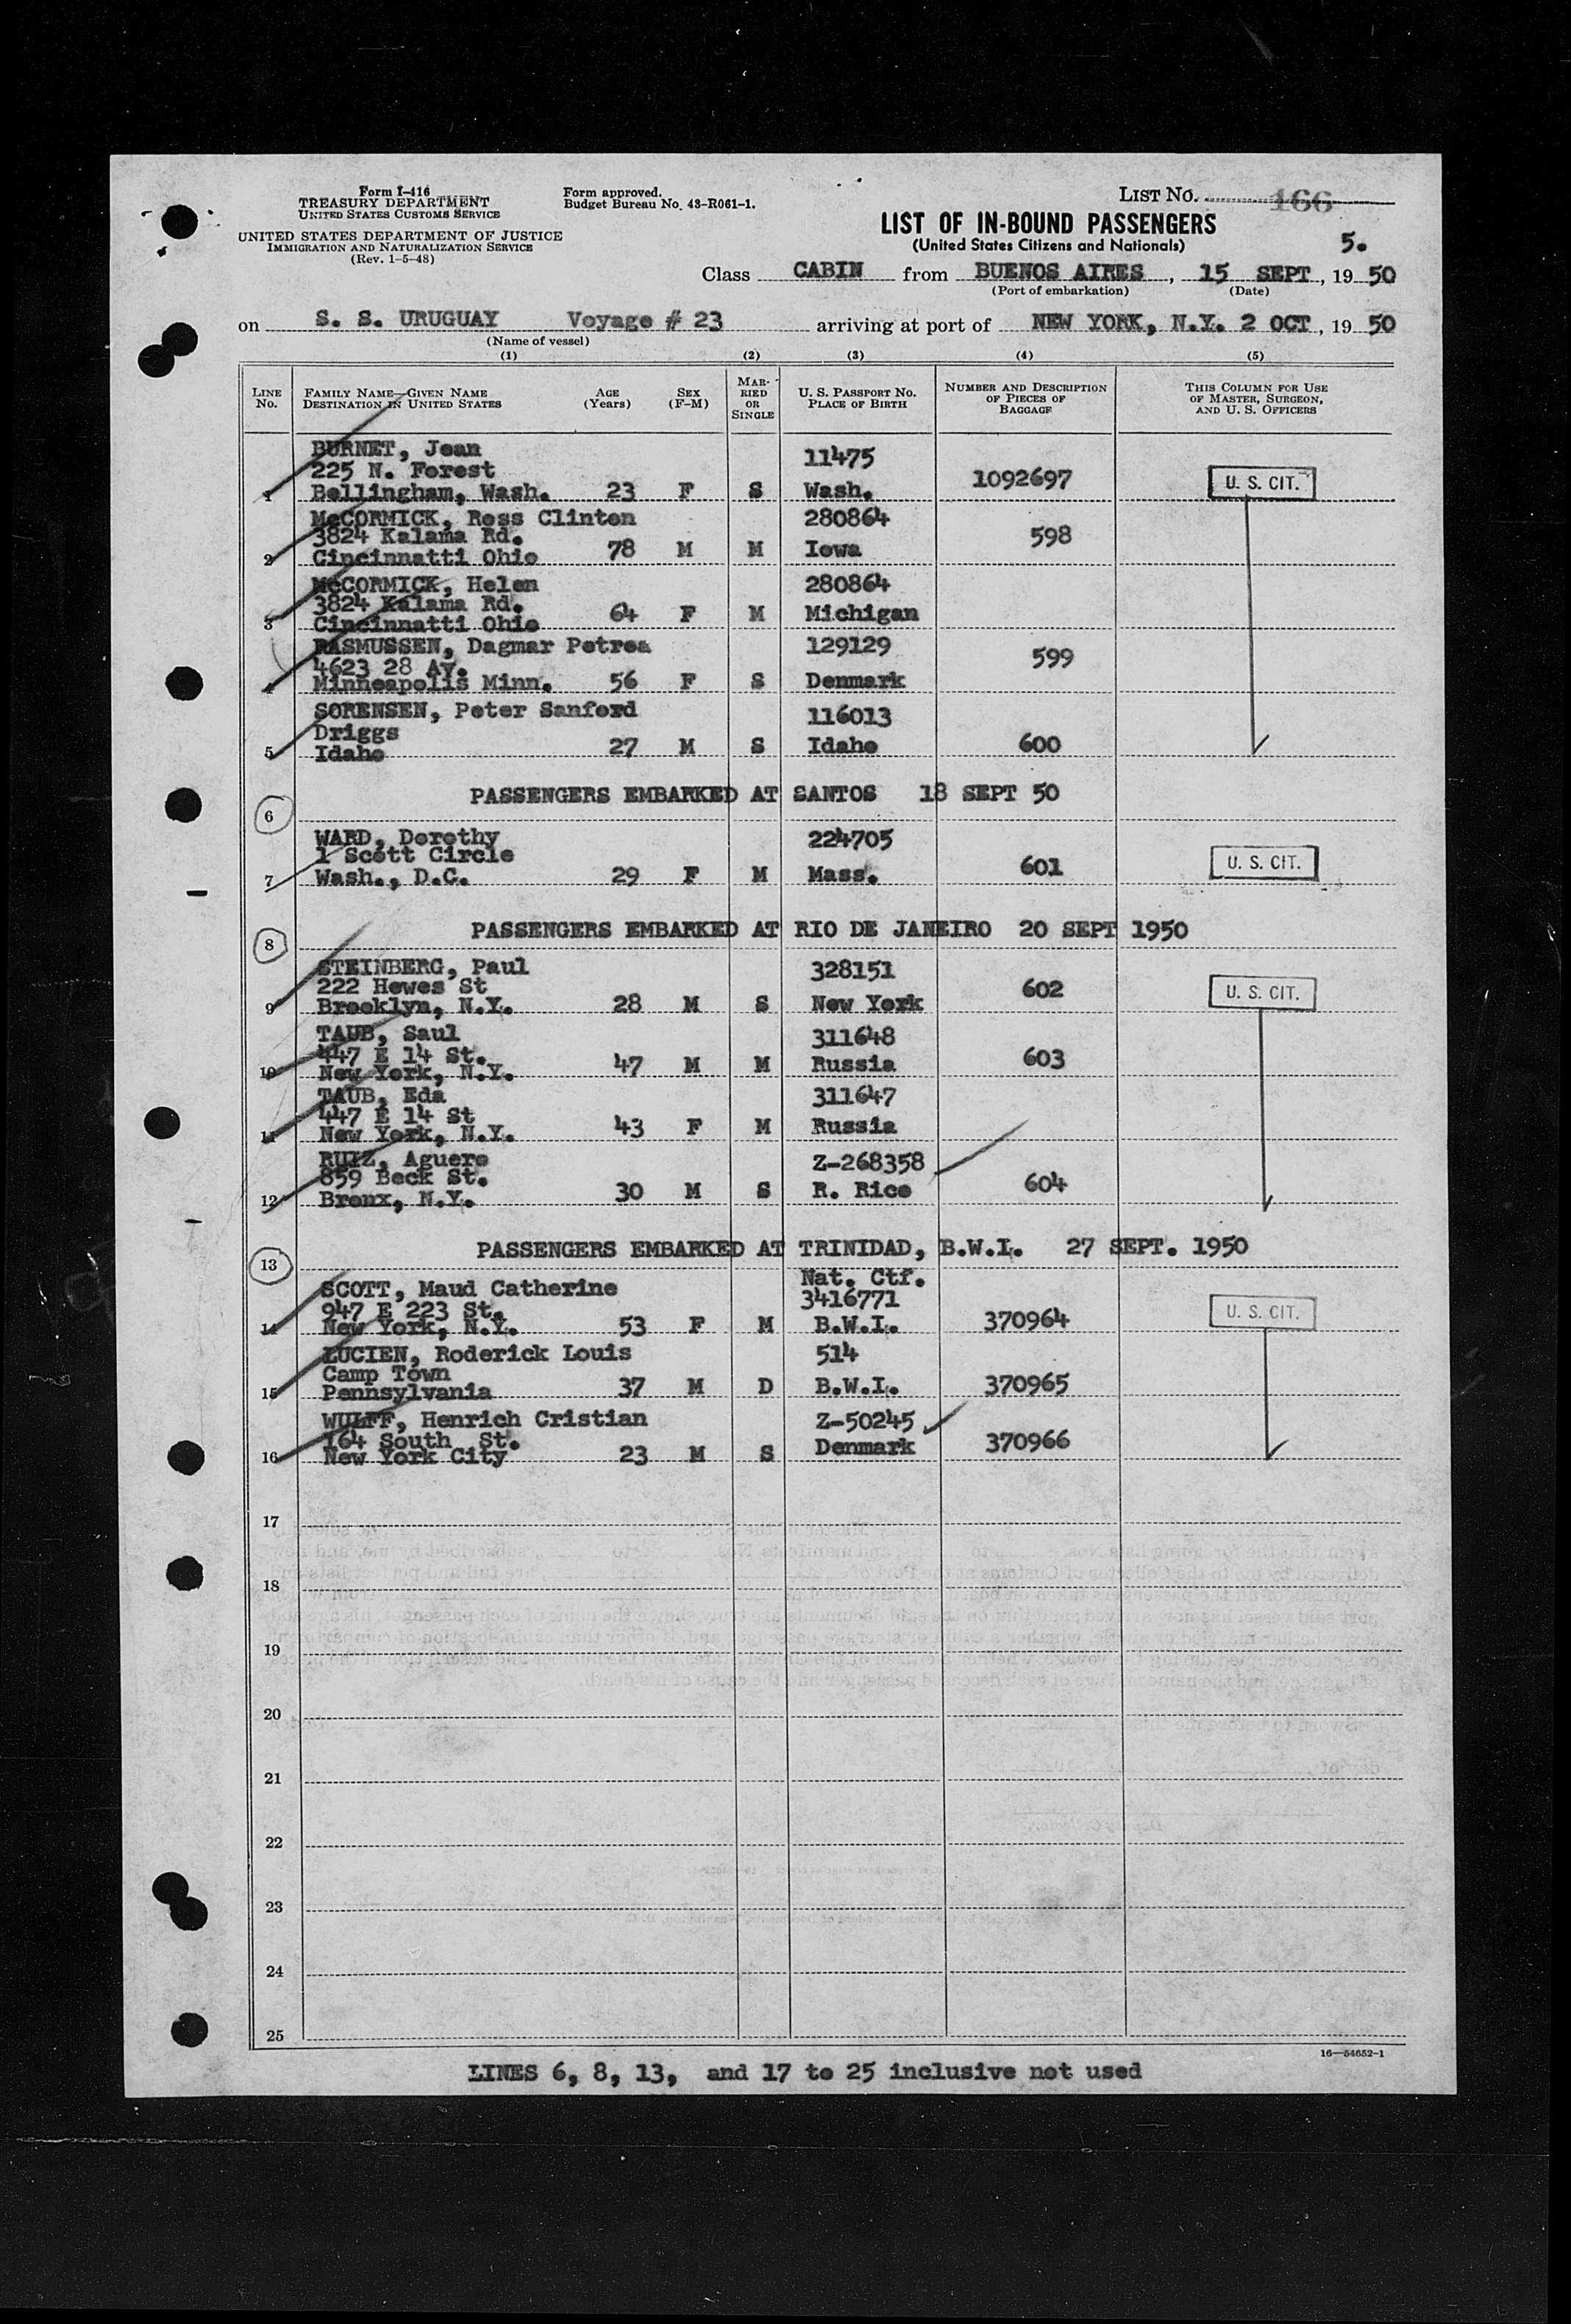 Form I-416
TREASURY DEPARTMENT
UNITED STATES CUSTOMS SERVICE
UNITED STATES DEPARTMENT OF JUSTICE
IMMIGRATION AND NATURALIZATION SERVICE
(Rev. 1-5-48)
Form approved.
Budget Bureau No. 43-R061-1.
LIST NO. 166
LIST OF IN-BOUND PASSENGERS
(United States Citizens and Nationals)
5.
Class CABIN from BUENOS AIRES, 15 SEPT, 19 50
(Port of embarkation) (Date)
on S. S. URUGUAY Voyage # 23 arriving at port of NEW YORK, N.Y. 2 OCT, 19 50
(Name of vessel)
(1) (2) (3) (4) (5)
LINE No.
FAMILY NAME—GIVEN NAME
DESTINATION IN UNITED STATES
AGE (Years)
SEX (F-M)
MARRIED OR SINGLE
U. S. PASSPORT NO.
PLACE OF BIRTH
NUMBER AND DESCRIPTION OF PIECES OF BAGGAGE
THIS COLUMN FOR USE OF MASTER, SURGEON, AND U. S. OFFICERS
BURNET, Jean 11475
225 N. Forest
1 Bellingham, Wash. 23 F S Wash. 1092697 U. S. CIT.
McCORMICK, Ross Clinton 280864
3824 Kalama Rd.
2 Cincinnatti Ohio 78 M M Iowa 598
McCORMICK, Helen 280864
3824 Kalama Rd.
3 Cincinnatti Ohio 64 F M Michigan
RASMUSSEN, Dagmar Petrea 129129
4623 28 Av.
4 Minneapolis Minn. 56 F S Denmark 599
SORENSEN, Peter Sanford 116013
Driggs
5 Idaho 27 M S Idaho 600
6 PASSENGERS EMBARKED AT SANTOS 18 SEPT 50
WARD, Dorothy 224705
1 Scott Circle
7 Wash., D.C. 29 F M Mass. 601 U. S. CIT.
8 PASSENGERS EMBARKED AT RIO DE JANEIRO 20 SEPT 1950
STEINBERG, Paul 328151
222 Hewes St
9 Brooklyn, N.Y. 28 M S New York 602 U. S. CIT.
TAUB, Saul 311648
447 E 14 St.
10 New York, N.Y. 47 M M Russia 603
TAUB, Eda 311647
447 E 14 St
11 New York, N.Y. 43 F M Russia
RUIZ, Aguero Z-268358
859 Beck St.
12 Bronx, N.Y. 30 M S R. Rico 604
13 PASSENGERS EMBARKED AT TRINIDAD, B.W.I. 27 SEPT. 1950
Nat. Ctf.
SCOTT, Maud Catherine 3416771
947 E 223 St.
14 New York, N.Y. 53 F M B.W.I. 370964 U. S. CIT.
LUCIEN, Roderick Louis 514
Camp Town
15 Pennsylvania 37 M D B.W.I. 370965
WULFF, Henrich Cristian Z-50245
164 South St.
16 New York City 23 M S Denmark 370966
17
18
19
20
21
22
23
24
25
16—54652-1
LINES 6, 8, 13, and 17 to 25 inclusive not used